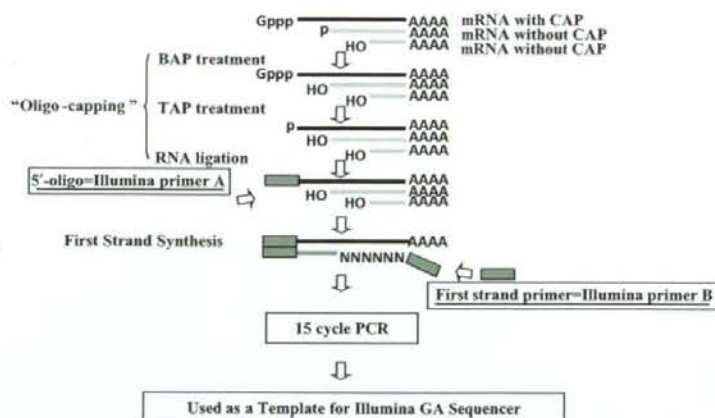 Gppp AAAA mRNA with CAP
p AAAA mRNA without CAP
HO AAAA mRNA without CAP
BAP treatment
Gppp AAAA
HO AAAA
HO AAAA
"Oligo-capping"
TAP treatment
p AAAA
HO AAAA
HO AAAA
RNA ligation
5'-oligo=Illumina primer A
AAAA
HO AAAA
HO AAAA
First Strand Synthesis
AAAA
NNNNNN
First strand primer=Illumina primer B
15 cycle PCR
Used as a Template for Illumina GA Sequencer